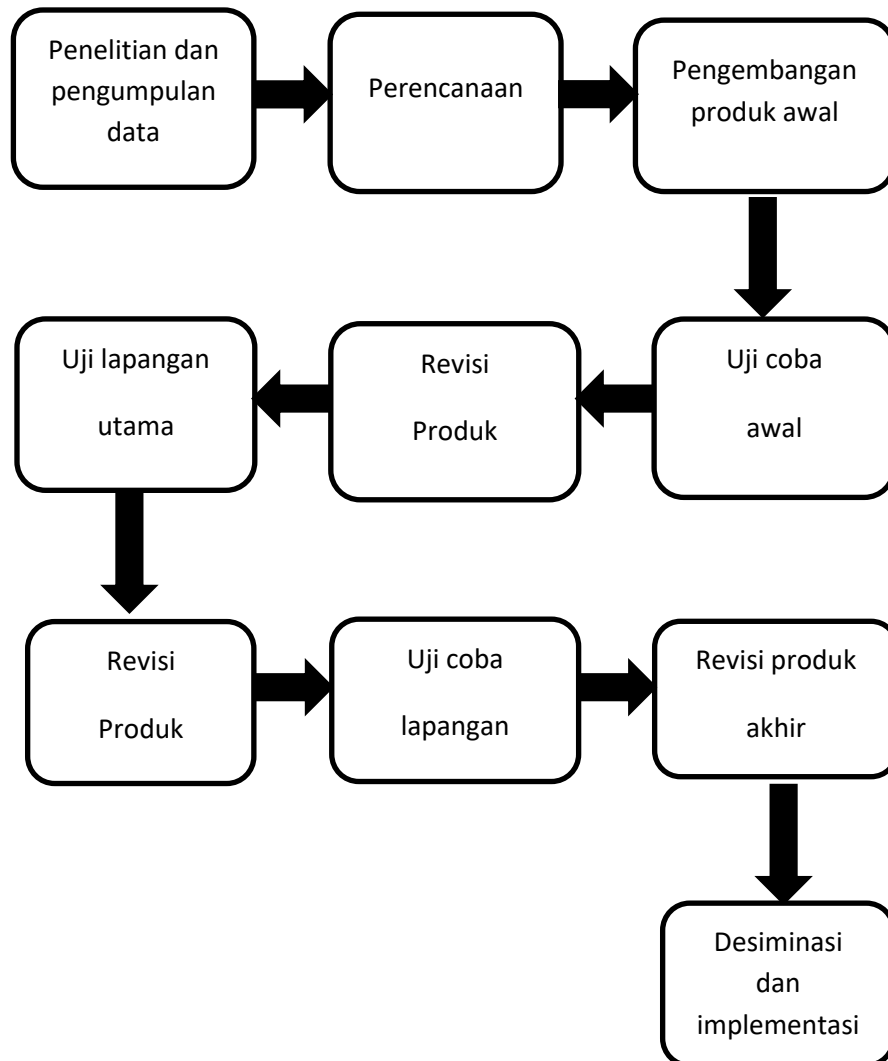 Penelitian dan
pengumpulan
data
Perencanaan
Pengembangan
produk awal
Uji coba
awal
Revisi
Produk
Uji lapangan
utama
Revisi
Produk
Uji coba
lapangan
Revisi produk
akhir
Desiminasi
dan
implementasi